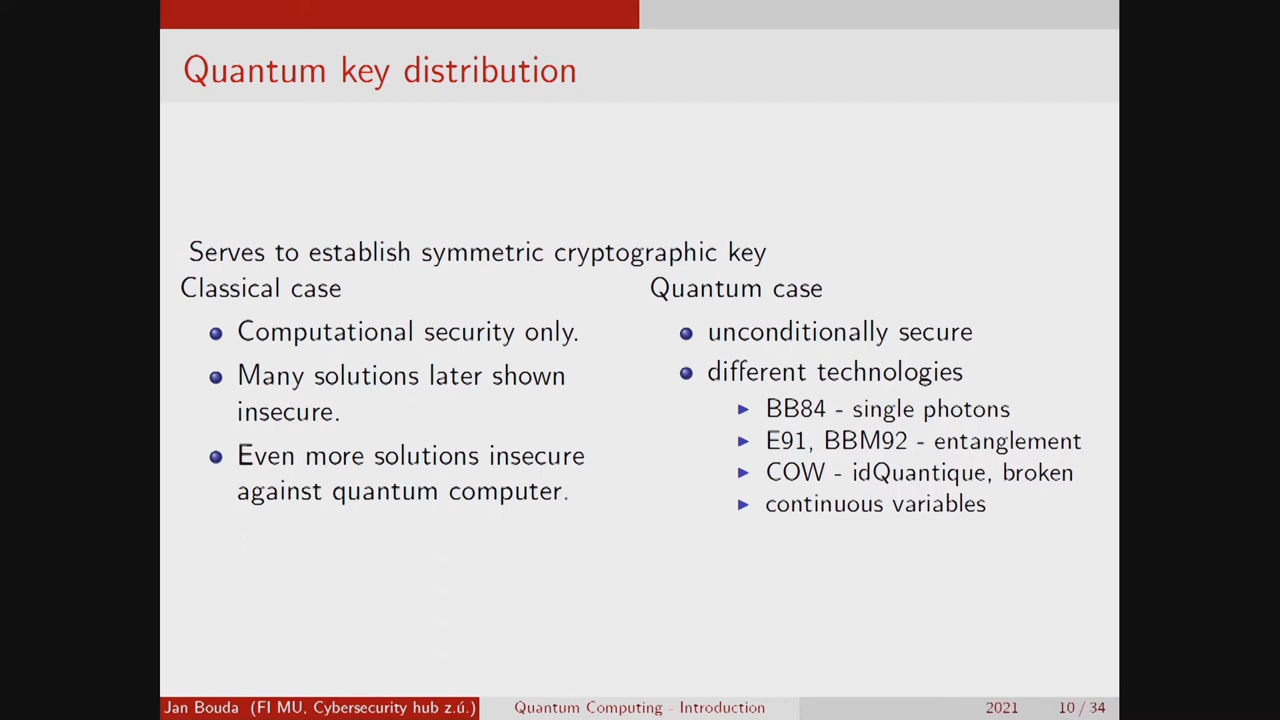 Quantum key distribution
Serves to establish symmetric cryptographic key
Classical case
Computational security only.
Many solutions later shown
insecure.
Even more solutions insecure
against quantum computer.
Quantum case
unconditionally secure
different technologies
BB84 - single photons
E91, BBM92 - entanglement
COW - idQuantique, broken
continuous variables
Jan Bouda (FI MU, Cybersecurity hub z.ú.) Quantum Computing - Introduction 2021 10 / 34